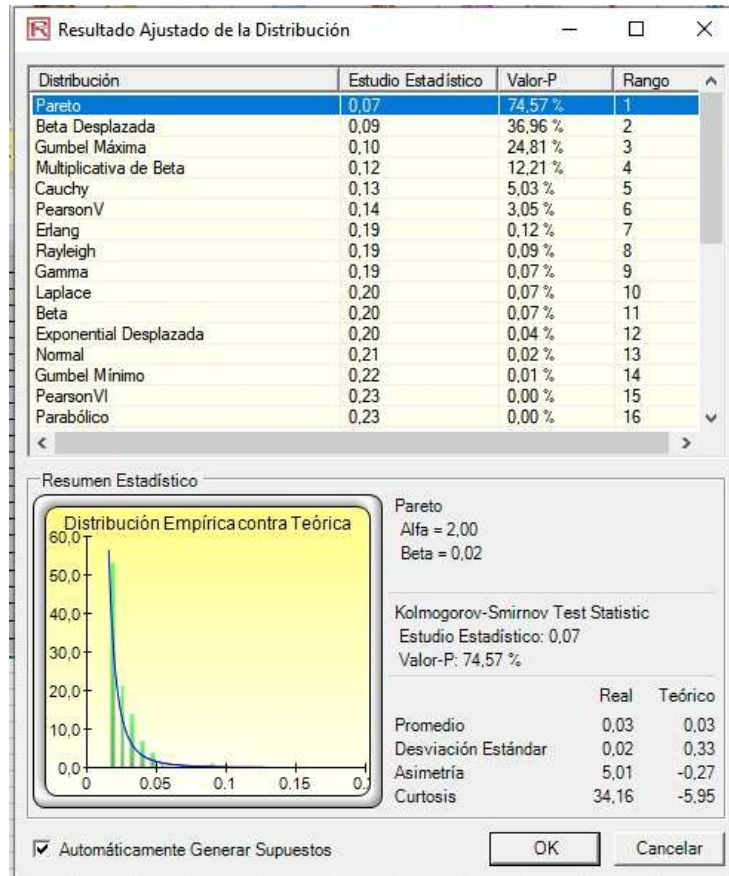 Resultado Ajustado de la Distribución
Distribución Estudio Estadístico Valor-P Rango
Pareto 0,07 74,57 % 1
Beta Desplazada 0,09 36,96 % 2
Gumbel Máxima 0,10 24,81 % 3
Multiplicativa de Beta 0,12 12,21 % 4
Cauchy 0,13 5,03 % 5
PearsonV 0,14 3,05 % 6
Erlang 0,19 0,12 % 7
Rayleigh 0,19 0,09 % 8
Gamma 0,19 0,07 % 9
Laplace 0,20 0,07 % 10
Beta 0,20 0,07 % 11
Exponential Desplazada 0,20 0,04 % 12
Normal 0,21 0,02 % 13
Gumbel Mínimo 0,22 0,01 % 14
PearsonVI 0,23 0,00 % 15
Parabólico 0,23 0,00 % 16
Resumen Estadístico
Distribución Empírica contra Teórica
60,0
50,0
40,0
30,0
20,0
10,0
0,0
0 0.05 0.1 0.15 0.
Pareto
Alfa = 2,00
Beta = 0,02
Kolmogorov-Smirnov Test Statistic
Estudio Estadístico: 0,07
Valor-P: 74,57 %
Real Teórico
Promedio 0,03 0,03
Desviación Estándar 0,02 0,33
Asimetría 5,01 -0,27
Curtosis 34,16 -5,95
Automáticamente Generar Supuestos
OK Cancelar